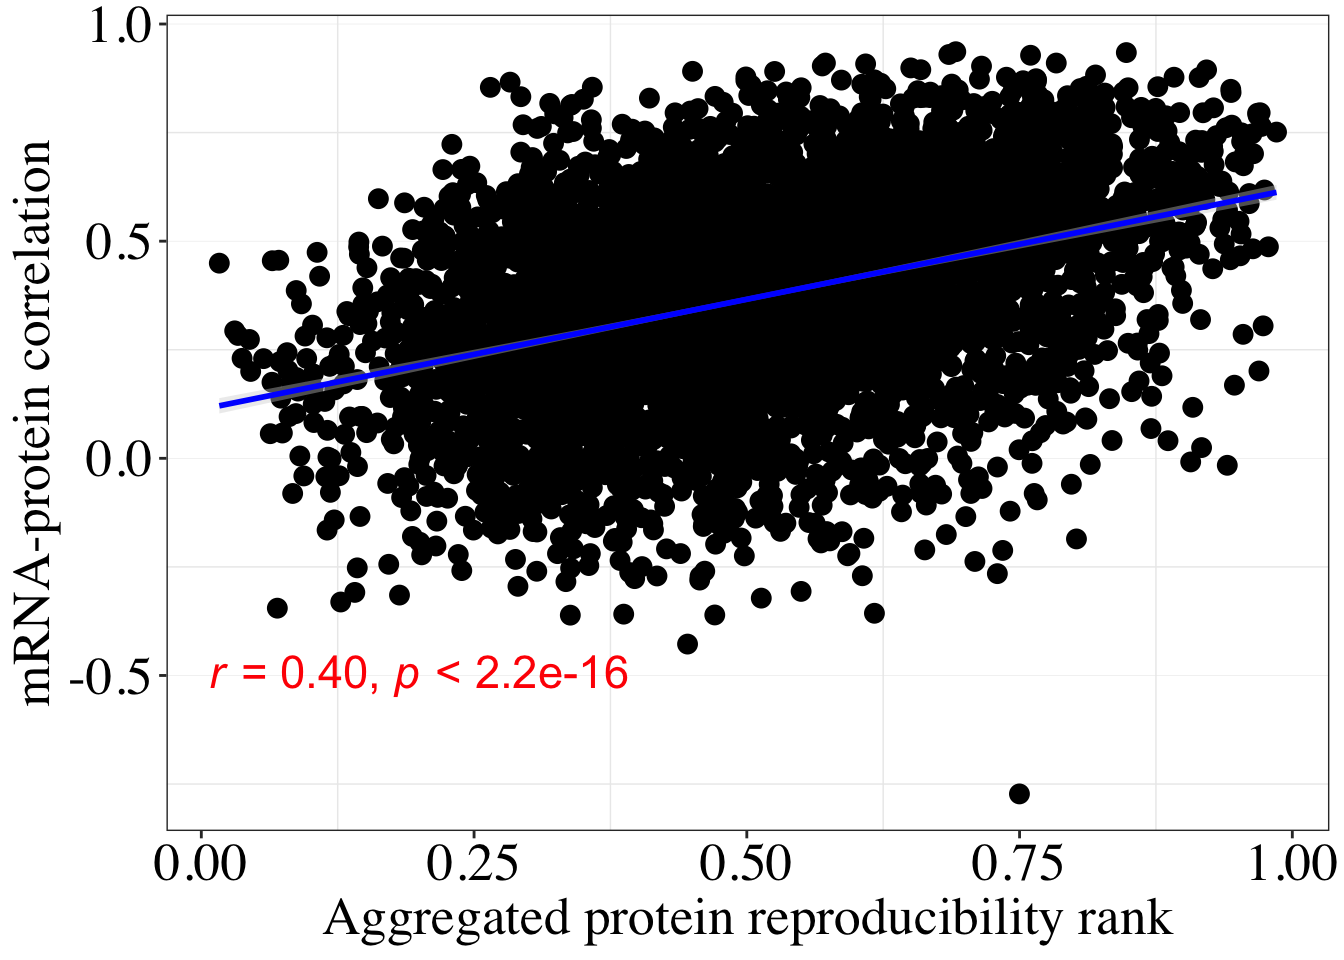 mRNA-protein correlation
1.0
0.5
0.0
-0.5
r = 0.40, p < 2.2e-16
0.00 0.25 0.50 0.75 1.00
Aggregated protein reproducibility rank